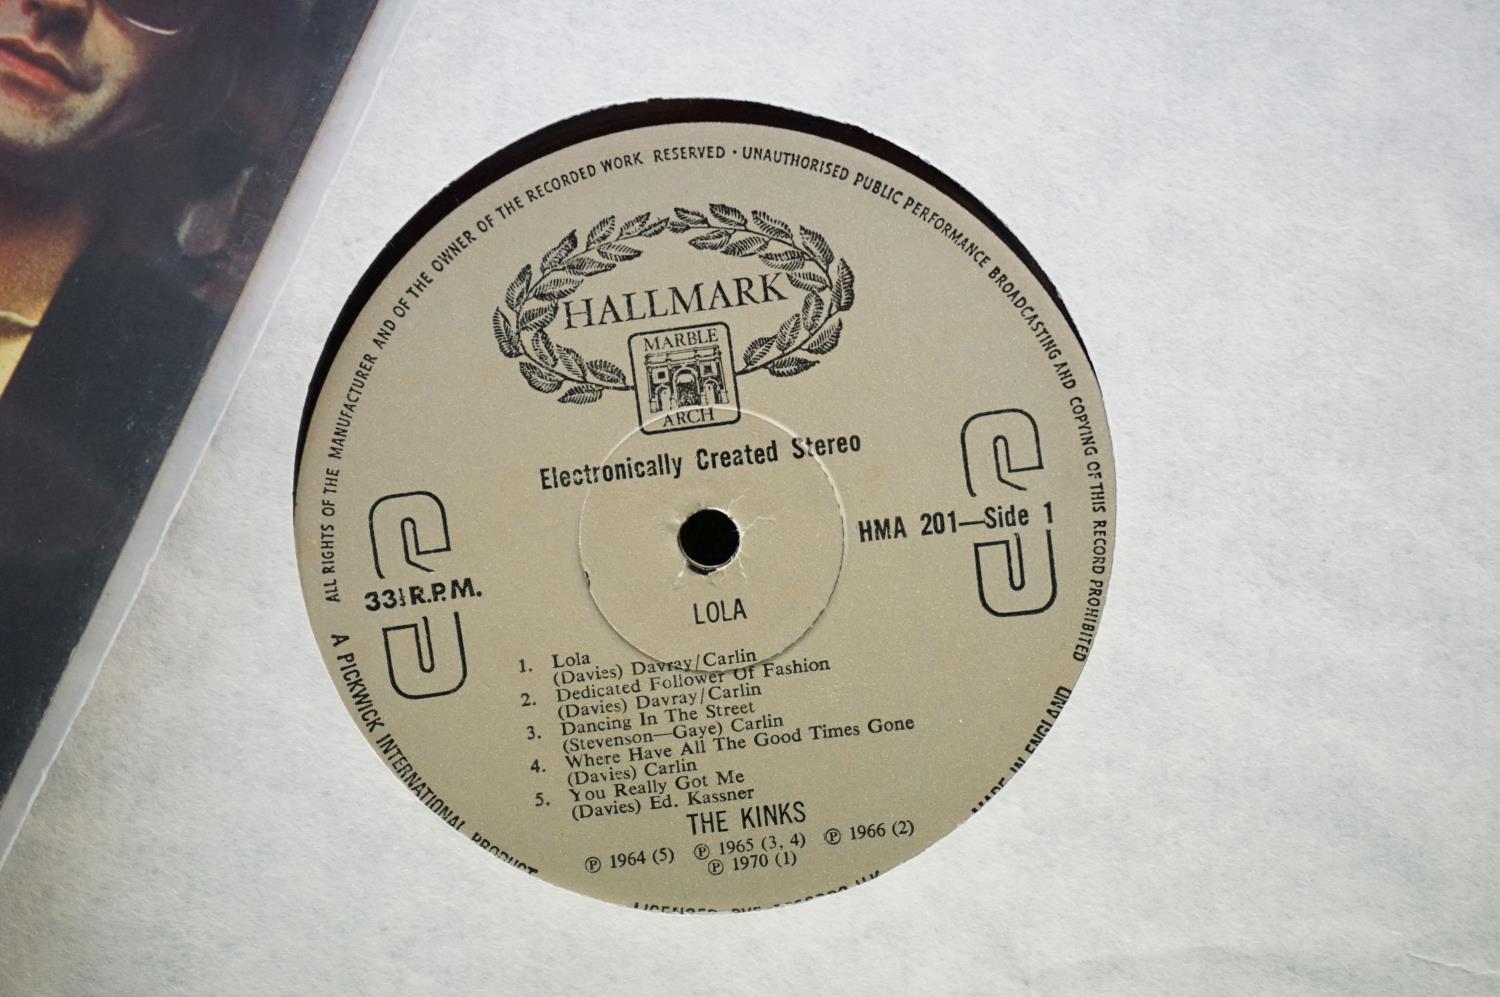 ALL RIGHTS OF THE MANUFACTURER AND OF THE OWNER OF THE RECORDED WORK RESERVED · UNAUTHORISED PUBLIC PERFORMANCE BROADCASTING AND COPYING OF THIS RECORD PROHIBITED
HALLMARK
MARBLE
ARCH
Electronically Created Stereo
HMA 201—Side 1
33⅓ R.P.M.
LOLA
1. Lola
(Davies) Davray/Carlin
2. Dedicated Follower Of Fashion
(Davies) Davray/Carlin
3. Dancing In The Street
(Stevenson—Gaye) Carlin
4. Where Have All The Good Times Gone
(Davies) Carlin
5. You Really Got Me
(Davies) Ed. Kassner
THE KINKS
℗ 1964 (5) ℗ 1965 (3, 4) ℗ 1966 (2)
℗ 1970 (1)
A PICKWICK INTERNATIONAL PRODUCT
MADE IN ENGLAND